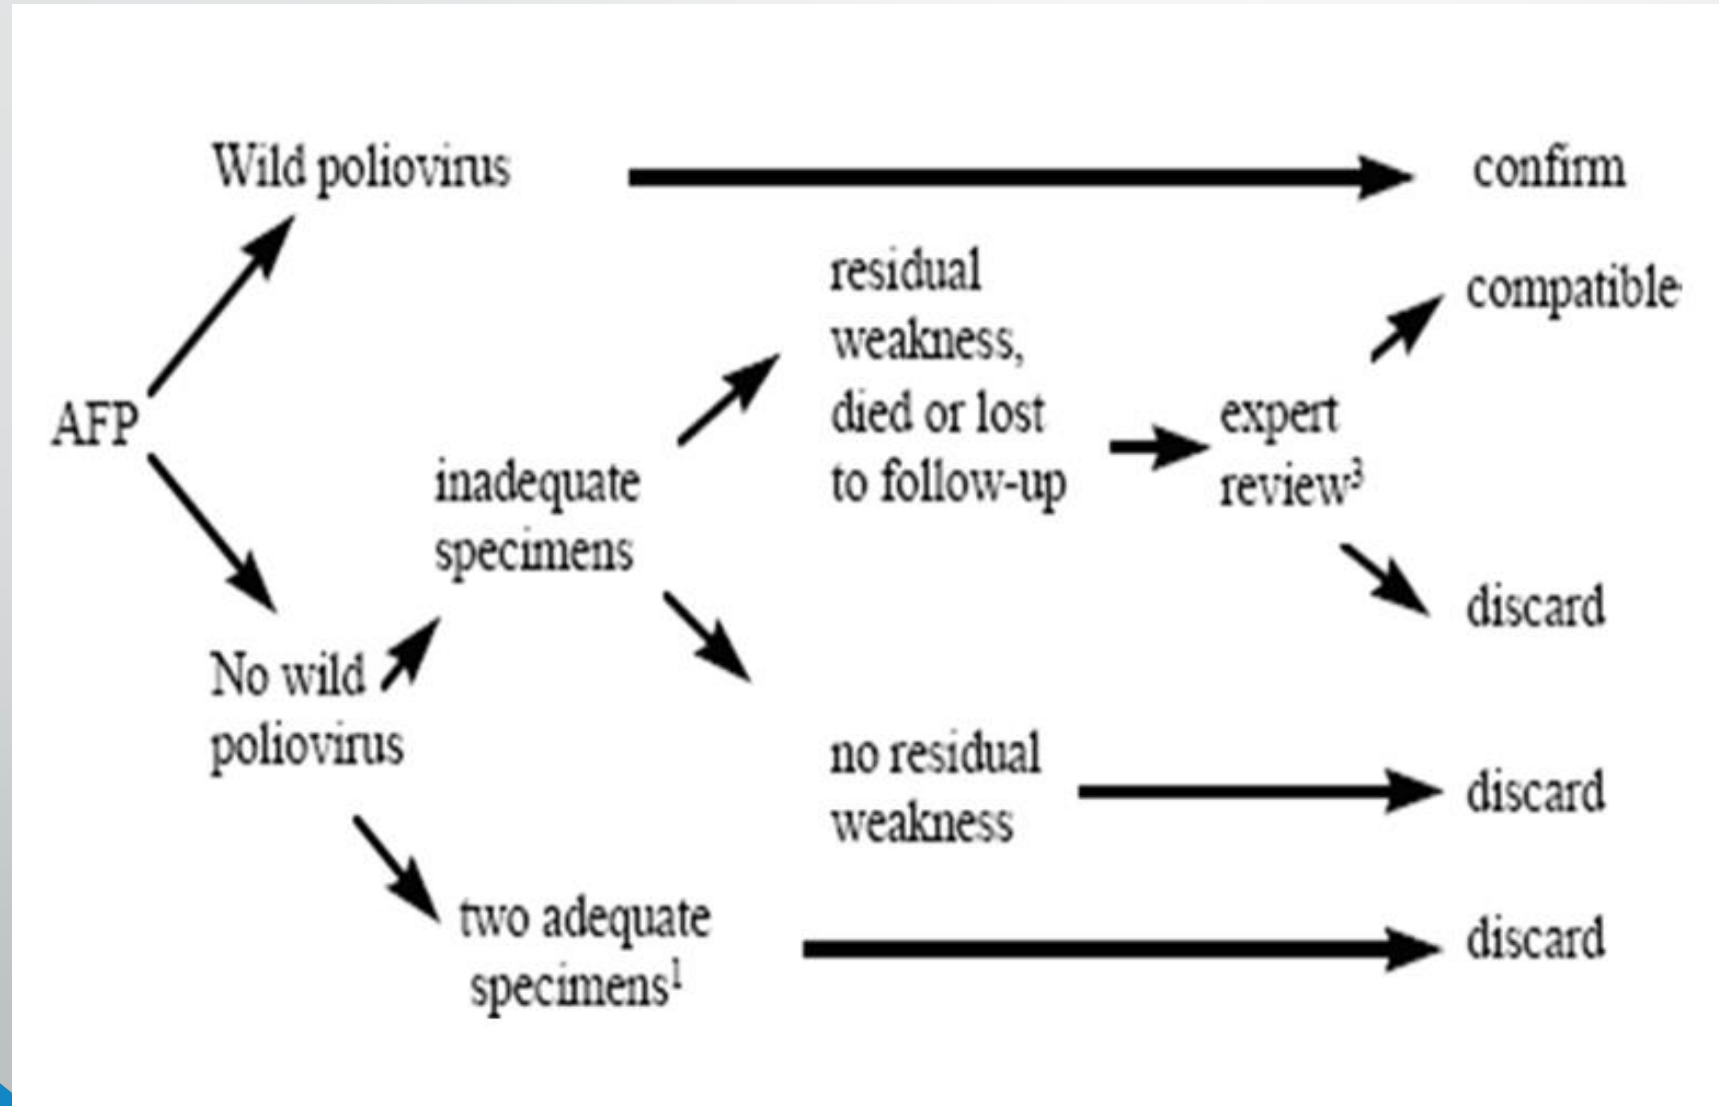 Wild poliovirus
confirm
residual
weakness,
died or lost
to follow-up
compatible
AFP
expert
review³
inadequate
specimens
discard
No wild
poliovirus
no residual
weakness
discard
two adequate
specimens¹
discard